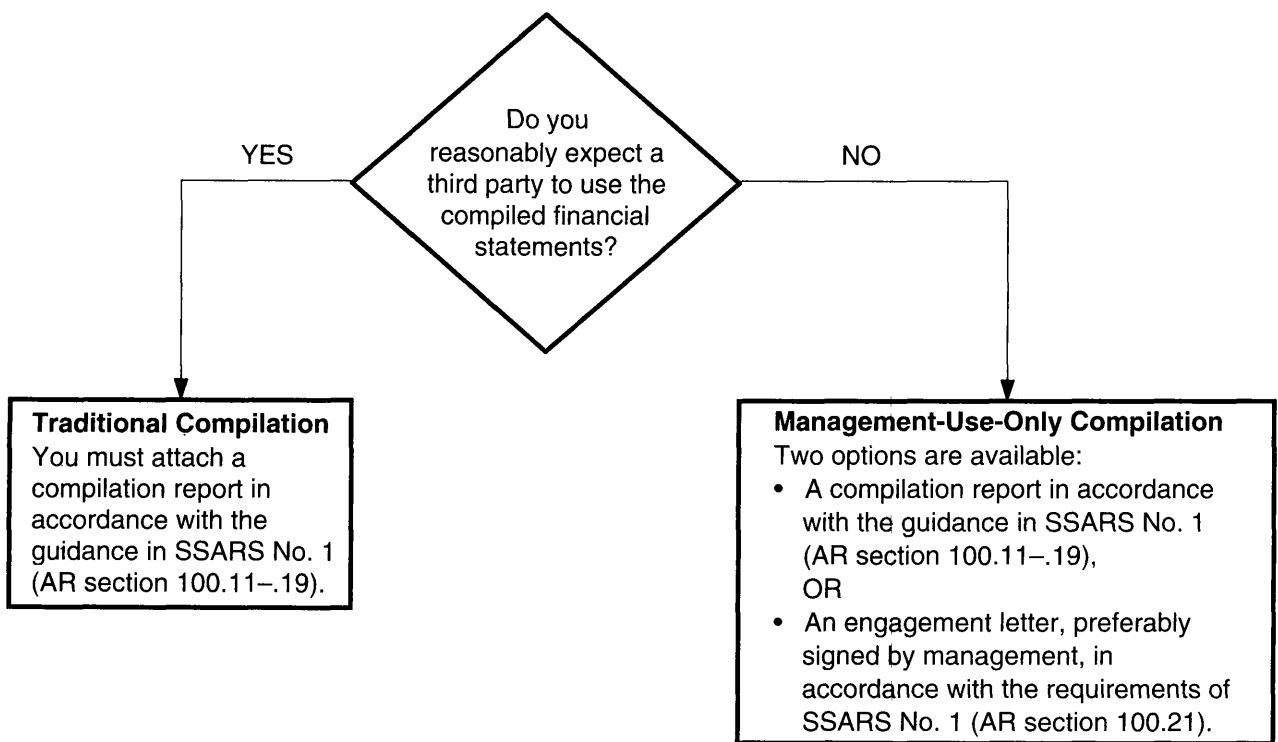 Do you
reasonably expect a
third party to use the
compiled financial
statements?
YES
NO
Traditional Compilation
You must attach a
compilation report in
accordance with the
guidance in SSARS No. 1
(AR section 100.11–.19).
Management-Use-Only Compilation
Two options are available:
• A compilation report in accordance
with the guidance in SSARS No. 1
(AR section 100.11–.19),
OR
• An engagement letter, preferably
signed by management, in
accordance with the requirements of
SSARS No. 1 (AR section 100.21).